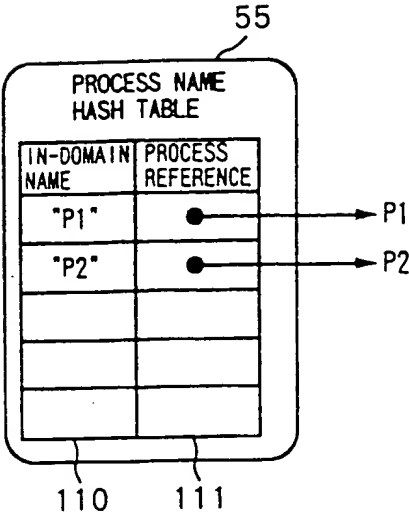 55
PROCESS NAME
HASH TABLE
IN-DOMAIN PROCESS
NAME REFERENCE
"P1" P1
"P2" P2
110 111